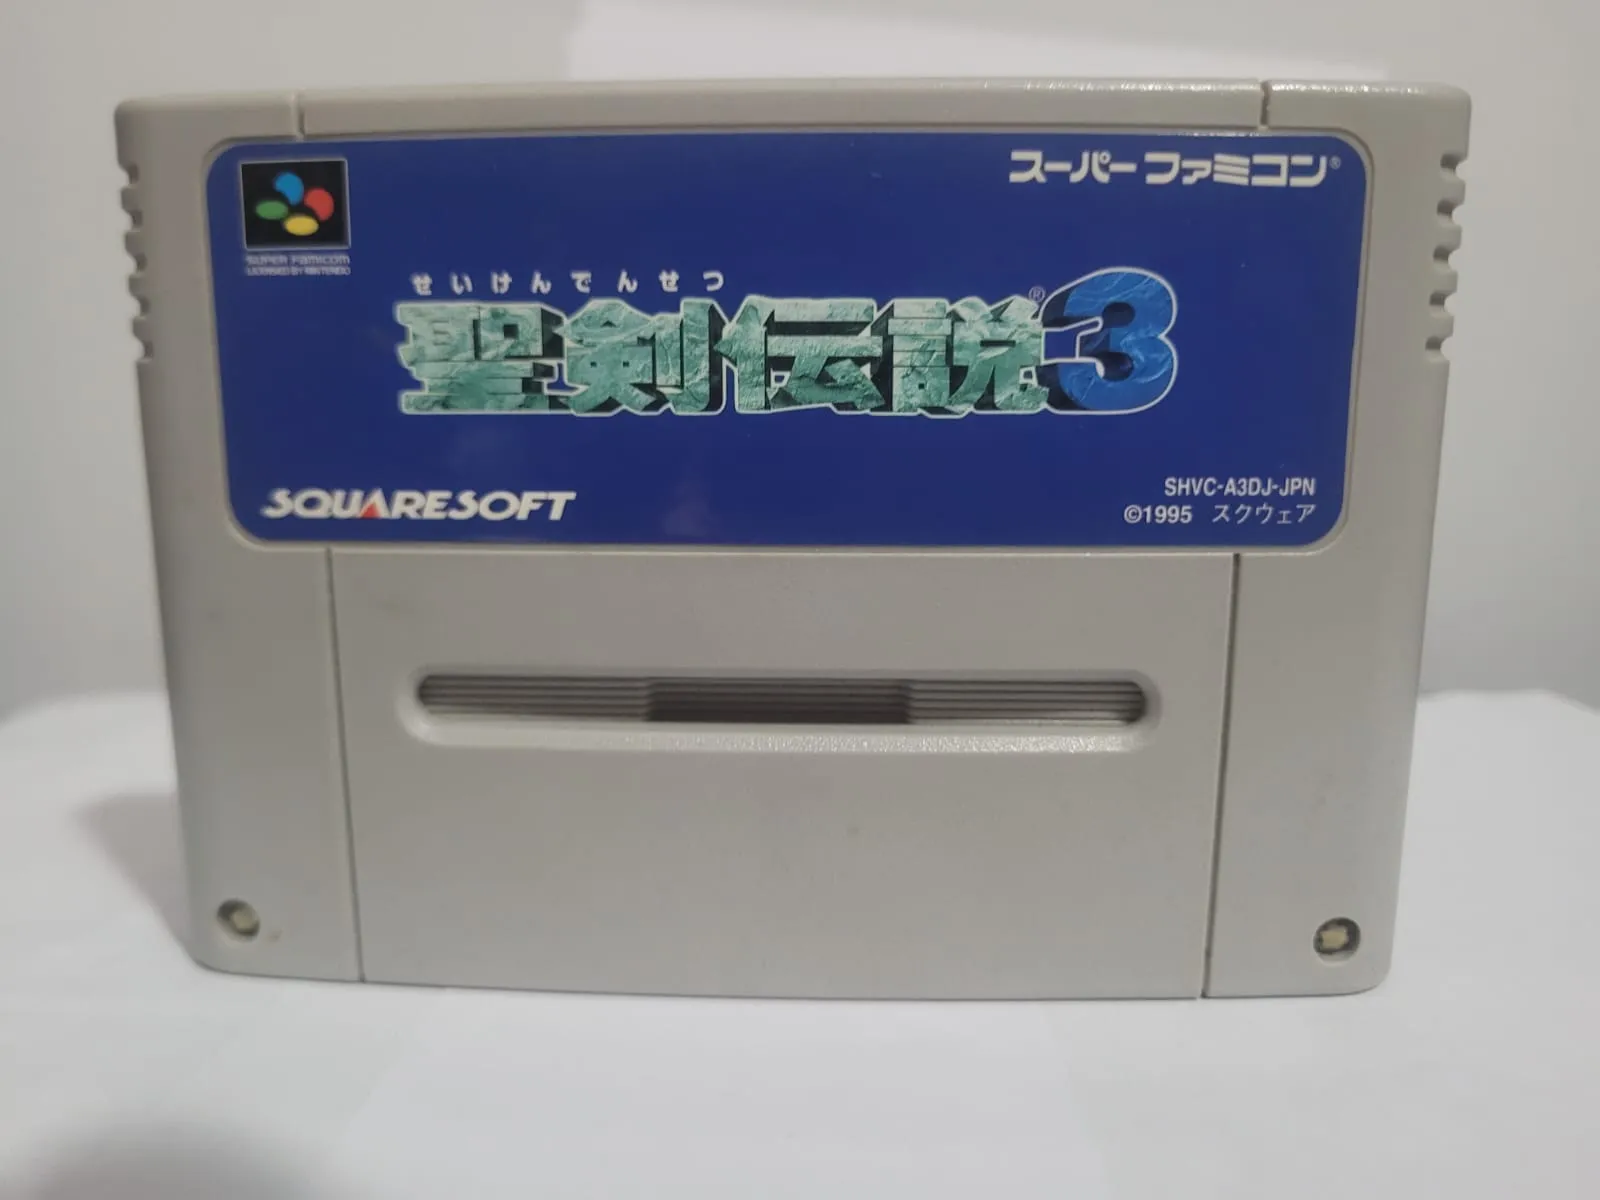 スーパーファミコン®
SUPER FAMICOM
LICENSED BY NINTENDO
せいけんでんせつ
聖剣伝説®3
SQUARESOFT
SHVC-A3DJ-JPN
©1995 スクウェア